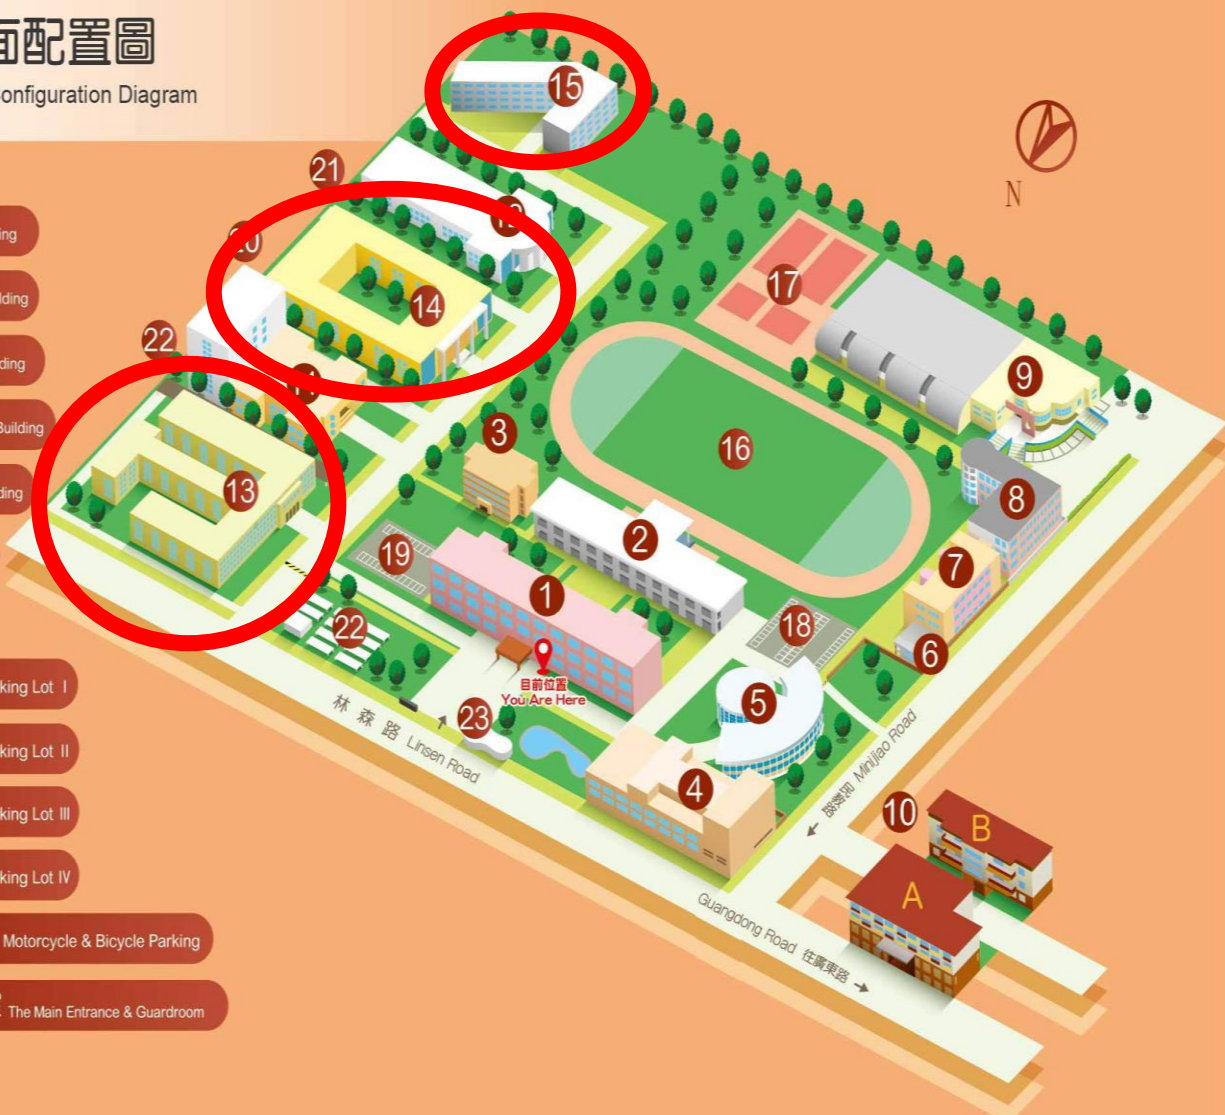 面配置圖
onfiguration Diagram
N
15
21
14
22
13
17
9
16
3
8
2
7
19
1
18
6
22
目前位置
You Are Here
5
23
4
林森路 Linsen Road
Minijiao Road
10
B
A
Guangdong Road 往廣東路
ing
lding
ding
Building
ding
king Lot I
king Lot II
king Lot III
king Lot IV
Motorcycle & Bicycle Parking
The Main Entrance & Guardroom